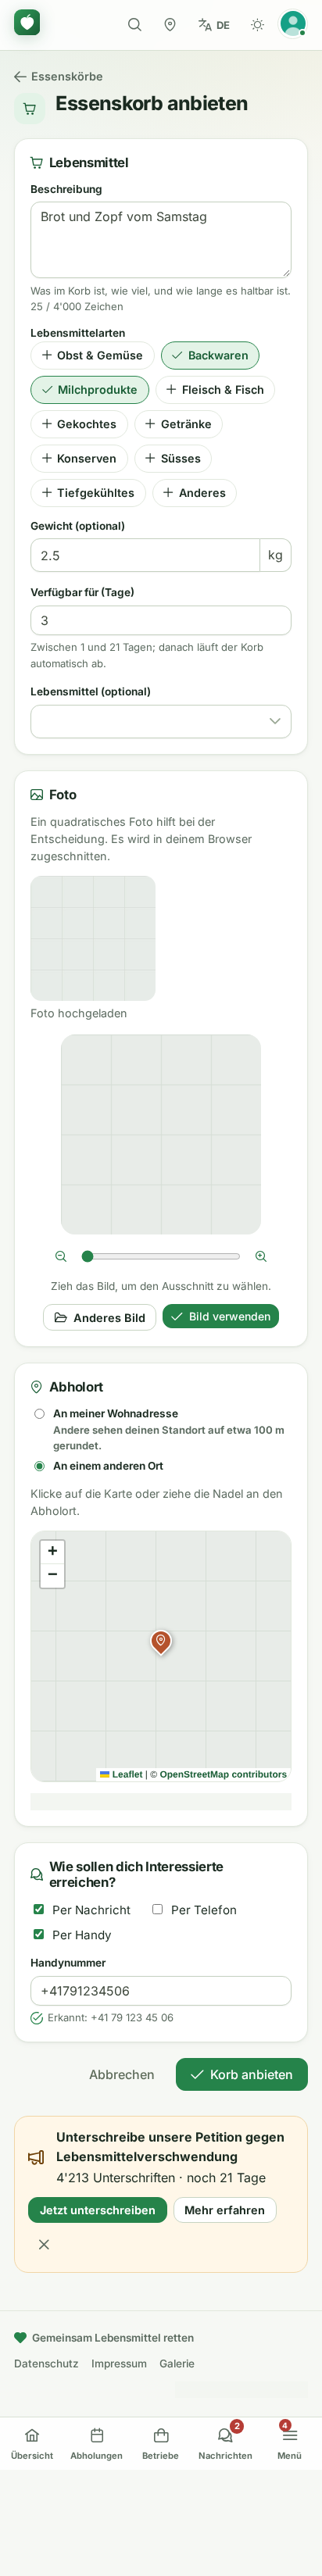 DE
Essenskörbe
Essenskorb anbieten
Lebensmittel
Beschreibung
Brot und Zopf vom Samstag
Was im Korb ist, wie viel, und wie lange es haltbar ist.
25 / 4'000 Zeichen
Lebensmittelarten
Obst & Gemüse
Backwaren
Milchprodukte
Fleisch & Fisch
Gekochtes
Getränke
Konserven
Süsses
Tiefgekühltes
Anderes
Gewicht (optional)
2.5
kg
Verfügbar für (Tage)
3
Zwischen 1 und 21 Tagen; danach läuft der Korb
automatisch ab.
Lebensmittel (optional)
Foto
Ein quadratisches Foto hilft bei der
Entscheidung. Es wird in deinem Browser
zugeschnitten.
Foto hochgeladen
Zieh das Bild, um den Ausschnitt zu wählen.
Anderes Bild
Bild verwenden
Abholort
An meiner Wohnadresse
Andere sehen deinen Standort auf etwa 100 m
gerundet.
An einem anderen Ort
Klicke auf die Karte oder ziehe die Nadel an den
Abholort.
+
−
Leaflet | © OpenStreetMap contributors
Wie sollen dich Interessierte
erreichen?
Per Nachricht
Per Telefon
Per Handy
Handynummer
+41791234506
Erkannt: +41 79 123 45 06
Abbrechen
Korb anbieten
Unterschreibe unsere Petition gegen
Lebensmittelverschwendung
4'213 Unterschriften · noch 21 Tage
Jetzt unterschreiben
Mehr erfahren
Gemeinsam Lebensmittel retten
Datenschutz
Impressum
Galerie
2
4
Übersicht
Abholungen
Betriebe
Nachrichten
Menü